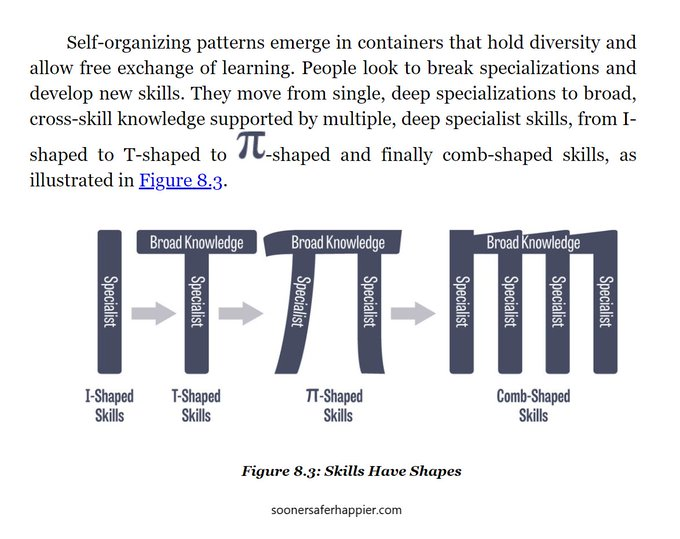 Self-organizing patterns emerge in containers that hold diversity and
allow free exchange of learning. People look to break specializations and
develop new skills. They move from single, deep specializations to broad,
cross-skill knowledge supported by multiple, deep specialist skills, from I-
shaped to T-shaped to π-shaped and finally comb-shaped skills, as
illustrated in Figure 8.3.
Specialist
Broad Knowledge
Specialist
Broad Knowledge
Specialist
Specialist
Broad Knowledge
Specialist
Specialist
Specialist
Specialist
I-Shaped
Skills
T-Shaped
Skills
π-Shaped
Skills
Comb-Shaped
Skills
Figure 8.3: Skills Have Shapes
soonersaferhappier.com